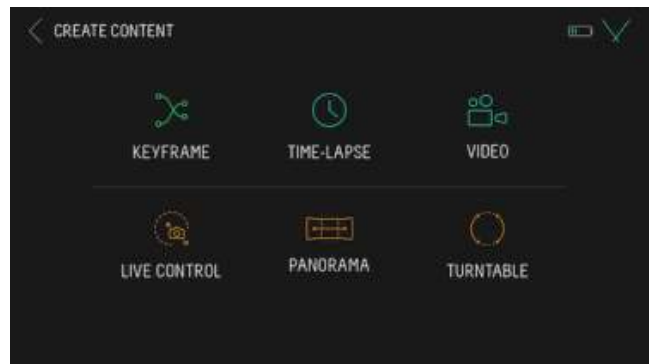 CREATE CONTENT
KEYFRAME TIME-LAPSE VIDEO
LIVE CONTROL PANORAMA TURNTABLE